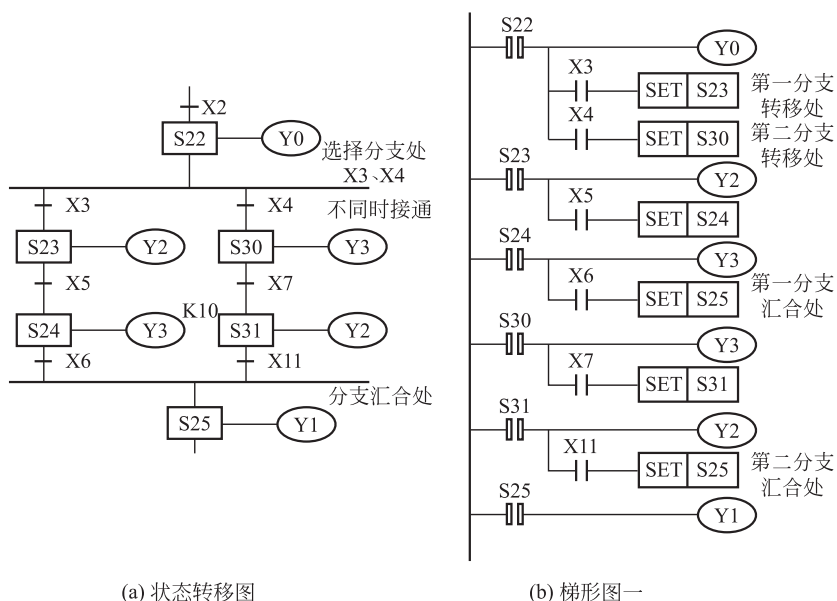 X2
S22
Y0
选择分支处
X3、X4
X3
X4
不同时接通
S23
Y2
S30
Y3
X5
X7
K10
S24
Y3
S31
Y2
X6
X11
分支汇合处
S25
Y1
(a) 状态转移图
S22
Y0
X3
SET S23
第一分支
转移处
X4
SET S30
第二分支
转移处
S23
Y2
X5
SET S24
S24
Y3
X6
SET S25
第一分支
汇合处
S30
Y3
X7
SET S31
S31
Y2
X11
SET S25
第二分支
汇合处
S25
Y1
(b) 梯形图一